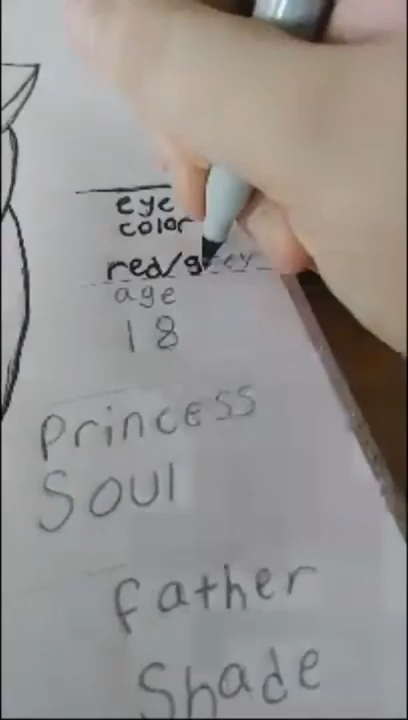 eye
color
red/grey
age
18
Princess
Soul
father
Shade